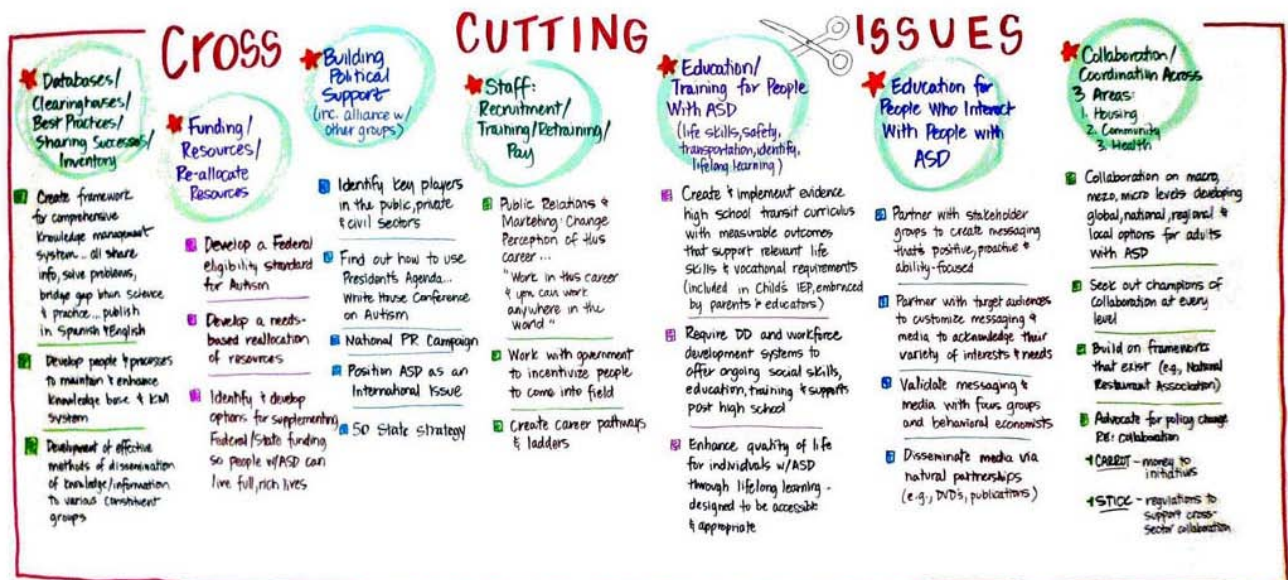 CROSS CUTTING ISSUES
Databases/
Clearinghouses/
Best Practices/
Sharing Successes/
Inventory
Create framework
for comprehensive
knowledge management
system... all share
info, solve problems,
bridge gap btwn science
& practice... publish
in Spanish & English
Develop people & processes
to maintain & enhance
knowledge base & KM
system
Development of effective
methods of dissemination
of knowledge/information
to various constituent
groups
Funding/
Resources/
Re-allocate
Resources
Develop a Federal
eligibility standard
for Autism
Develop a needs-
based reallocation
of resources
Identify & develop
options for supplementing
Federal/State funding
so people w/ASD can
live full, rich lives
Building
Political
Support
(inc. alliance w/
other groups)
Identify key players
in the public, private
& civil sectors
Find out how to use
President's Agenda...
White House Conference
on Autism
National PR Campaign
Position ASD as an
International Issue
50 State Strategy
Staff:
Recruitment/
Training/Retraining/
Pay
Public Relations &
Marketing: Change
Perception of this
career...
"Work in this career
& you can work
anywhere in the
world"
Work with government
to incentivize people
to come into field
Create career pathways
& ladders
Education/
Training for People
With ASD
(life skills, safety,
transportation, identify,
lifelong learning)
Create & implement evidence
high school transit curriculus
with measurable outcomes
that support relevant life
skills & vocational requirements
(included in Child's IEP, embraced
by parents & educators)
Require DD and workforce
development systems to
offer ongoing social skills,
education, training & supports
post high school
Enhance quality of life
for individuals w/ASD
through lifelong learning -
designed to be accessible
& appropriate
Education for
People Who Interact
With People with
ASD
Partner with stakeholder
groups to create messaging
that's positive, proactive &
ability-focused
Partner with target audiences
to customize messaging &
media to acknowledge their
variety of interests & needs
Validate messaging &
media with focus groups
and behavioral economists
Disseminate media via
natural partnerships
(e.g., DVD's, publications)
Collaboration/
Coordination Across
3 Areas:
1. Housing
2. Community
3. Health
Collaboration on macro,
mezo, micro levels developing
global, national, regional &
local options for adults
with ASD
Seek out champions of
collaboration at every
level
Build on frameworks
that exist (e.g., National
Restaurant Association)
Advocate for policy change
RE: collaboration
CARROT - money to
initiatives
STICK - regulations to
support cross-
sector collaboration